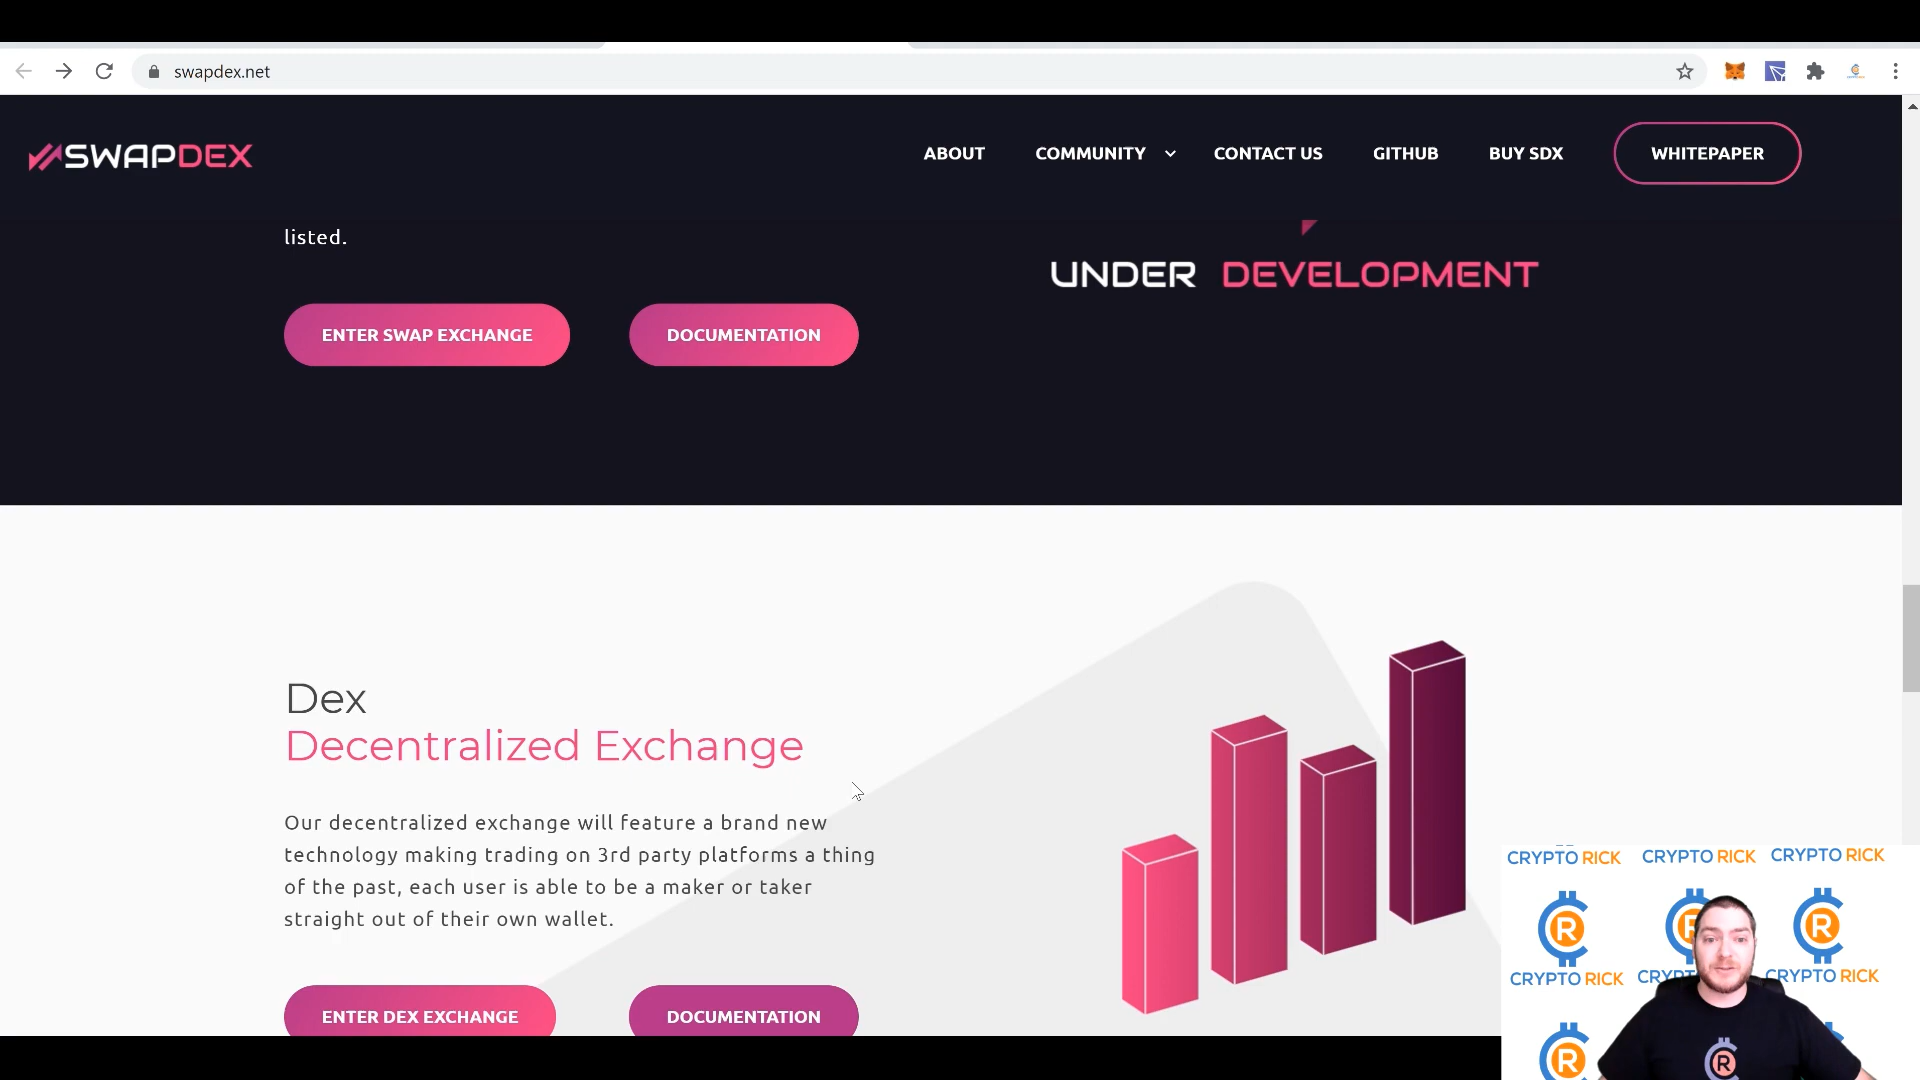 swapdex.net
SWAPDEX
ABOUT
COMMUNITY
CONTACT US
GITHUB
BUY SDX
WHITEPAPER
listed.
UNDER DEVELOPMENT
ENTER SWAP EXCHANGE
DOCUMENTATION
Dex
Decentralized Exchange
Our decentralized exchange will feature a brand new
technology making trading on 3rd party platforms a thing
of the past, each user is able to be a maker or taker
straight out of their own wallet.
ENTER DEX EXCHANGE
DOCUMENTATION
CRYPTO RICK
CRYPTO RICK
CRYPTO RICK
R
R
R
CRYPTO RICK
CRYPTO RICK
R
R